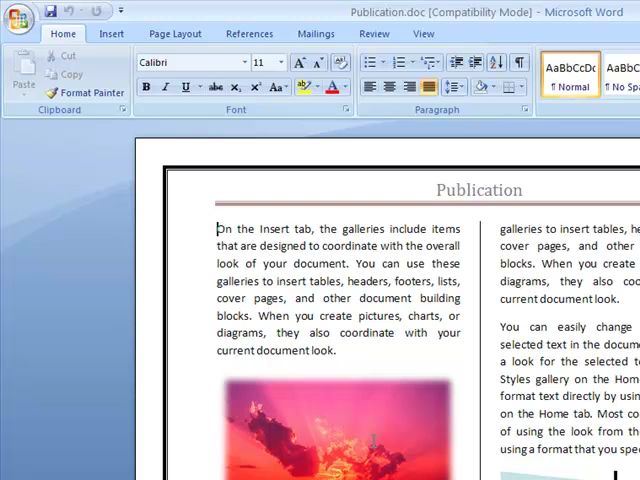 Publication.doc [Compatibility Mode] - Microsoft Word
Home Insert Page Layout References Mailings Review View
Paste
Cut
Copy
Format Painter
Clipboard
Calibri 11
B I U abc X₂ X² Aa
Font
Paragraph
AaBbCcDc
¶ Normal
¶ No Spa
Publication
On the Insert tab, the galleries include items
that are designed to coordinate with the overall
look of your document. You can use these
galleries to insert tables, headers, footers, lists,
cover pages, and other document building
blocks. When you create pictures, charts, or
diagrams, they also coordinate with your
current document look.
galleries to insert tables, he
cover pages, and other
blocks. When you create
diagrams, they also coo
current document look.
You can easily change
selected text in the docum
a look for the selected t
Styles gallery on the Hom
format text directly by usin
on the Home tab. Most co
of using the look from th
using a format that you spec